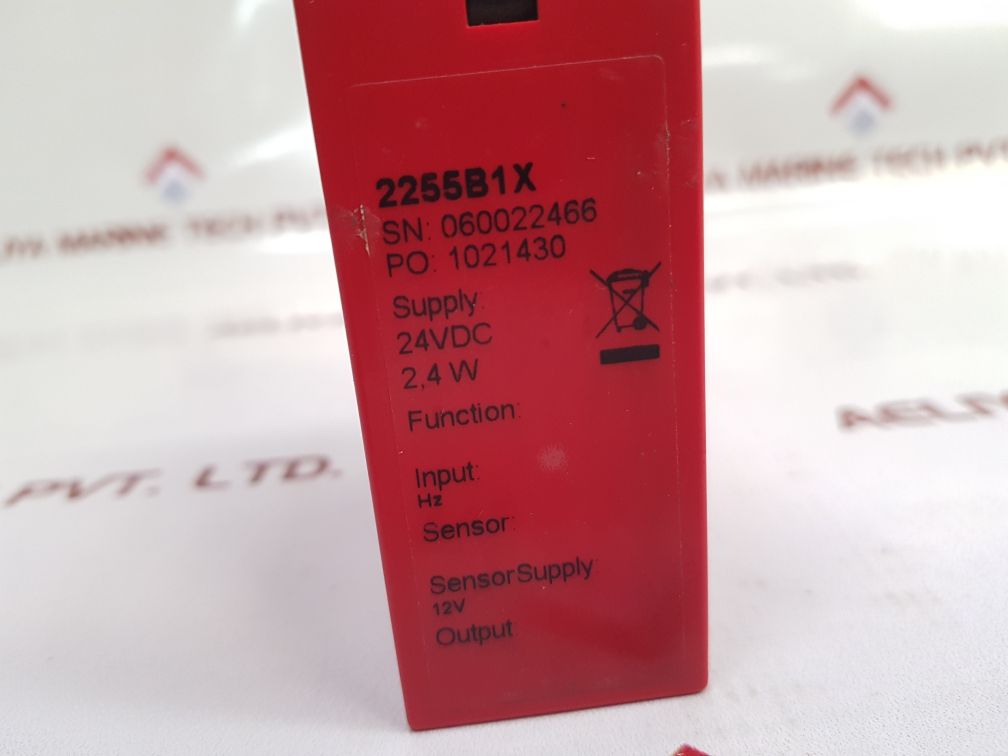 2255B1X
SN: 060022466
PO: 1021430
Supply:
24VDC
2,4 W
Function:
Input:
Hz
Sensor:
SensorSupply:
12V
Output:
PVT. LTD.